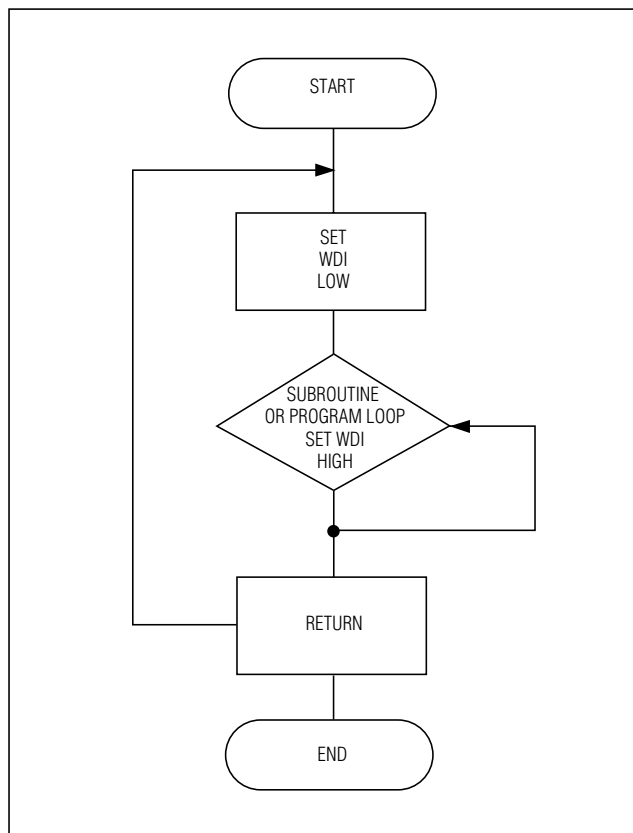 START
SET
WDI
LOW
SUBROUTINE
OR PROGRAM LOOP
SET WDI
HIGH
RETURN
END